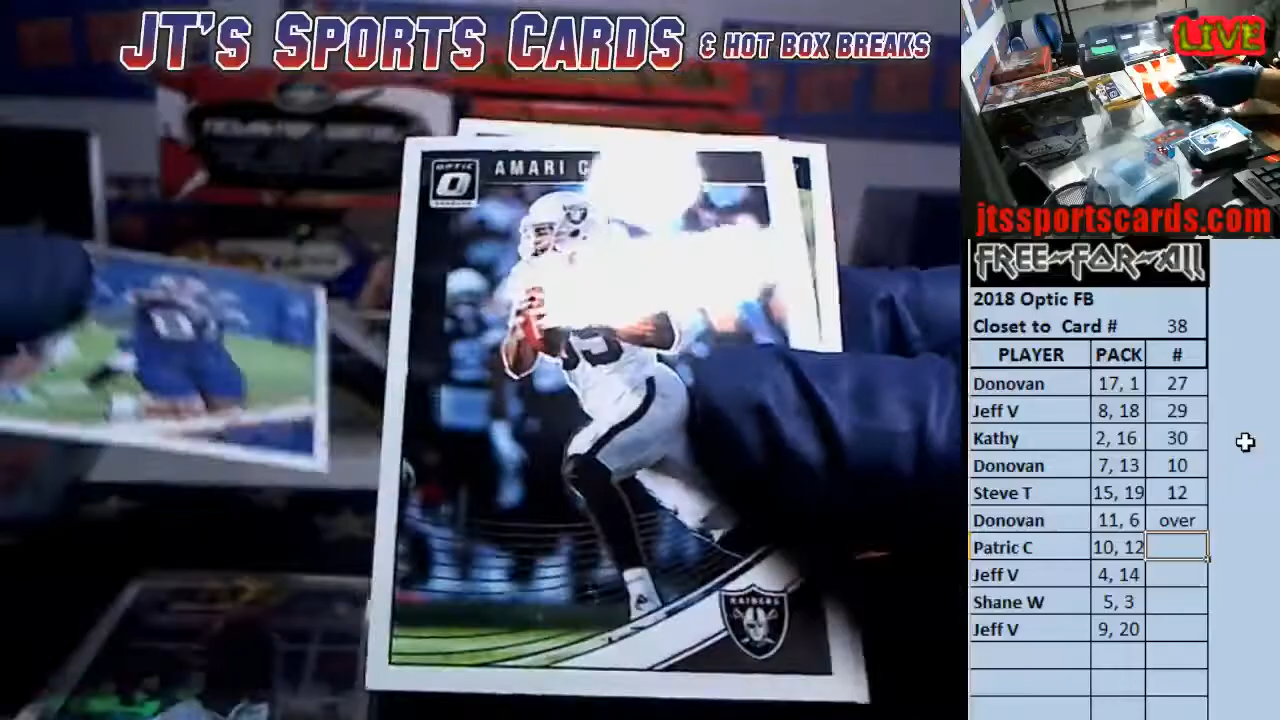 JT's SPORTS CARDS & HOT BOX BREAKS
LIVE
jtssportscards.com
OPTIC
AMARI
RAIDERS
FREE-FOR-ALL
2018 Optic FB
Closet to Card # 38
PLAYER PACK #
Donovan 17, 1 27
Jeff V 8, 18 29
Kathy 2, 16 30
Donovan 7, 13 10
Steve T 15, 19 12
Donovan 11, 6 over
Patric C 10, 12
Jeff V 4, 14
Shane W 5, 3
Jeff V 9, 20